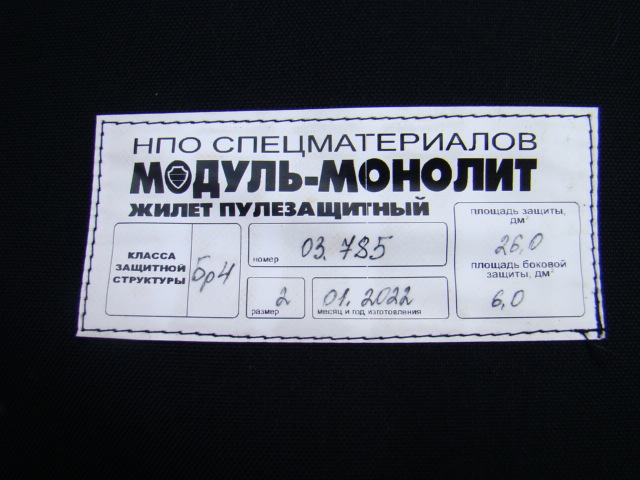 НПО СПЕЦМАТЕРИАЛОВ
МОДУЛЬ-МОНОЛИТ
ЖИЛЕТ ПУЛЕЗАЩИТНЫЙ
КЛАССА
ЗАЩИТНОЙ
СТРУКТУРЫ
Бр4
03.785
номер
2
размер
01.2022
месяц и год изготовления
площадь защиты,
дм²
26,0
площадь боковой
защиты, дм²
6,0